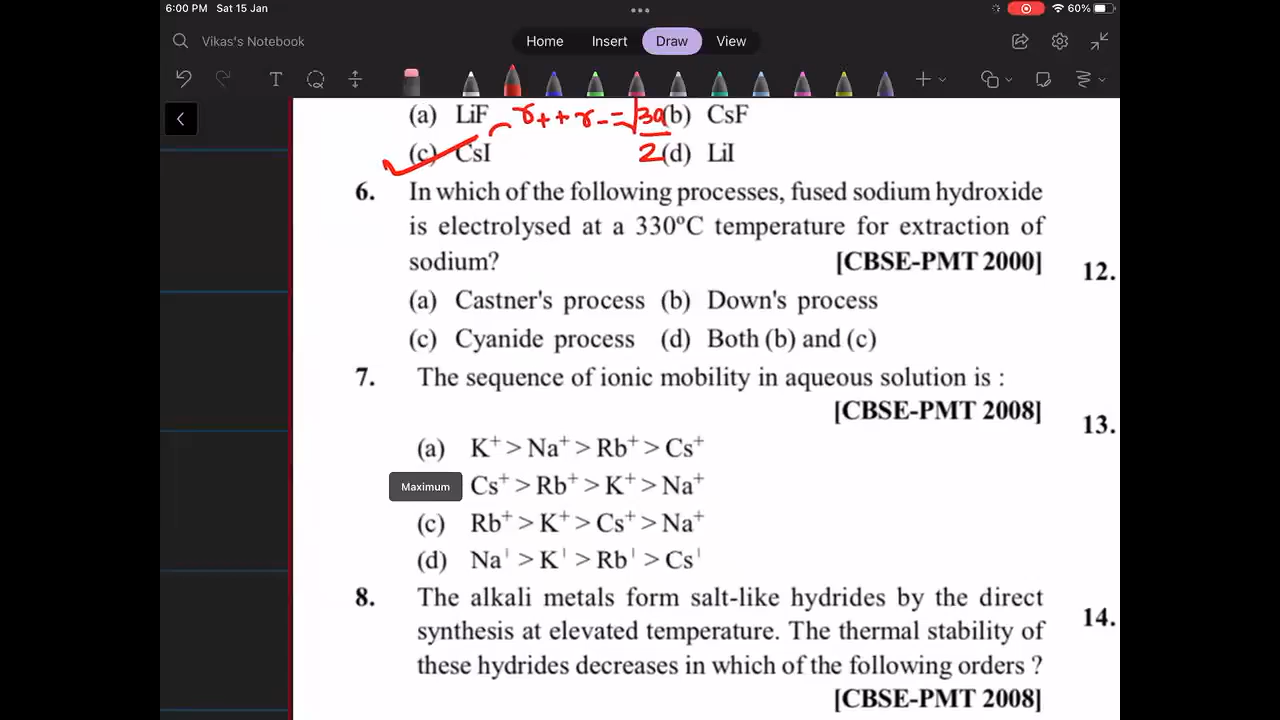 6:00 PM Sat 15 Jan
60%
Vikas's Notebook
Home Insert Draw View
(a) LiF r₊ + r₋ = √3a (b) CsF
(c) CsI 2 (d) LiI
6. In which of the following processes, fused sodium hydroxide
is electrolysed at a 330ºC temperature for extraction of
sodium? [CBSE-PMT 2000]
(a) Castner's process (b) Down's process
(c) Cyanide process (d) Both (b) and (c)
7. The sequence of ionic mobility in aqueous solution is :
[CBSE-PMT 2008]
(a) K⁺ > Na⁺ > Rb⁺ > Cs⁺
Maximum Cs⁺ > Rb⁺ > K⁺ > Na⁺
(c) Rb⁺ > K⁺ > Cs⁺ > Na⁺
(d) Na⁺ > K⁺ > Rb⁺ > Cs⁺
8. The alkali metals form salt-like hydrides by the direct
synthesis at elevated temperature. The thermal stability of
these hydrides decreases in which of the following orders ?
[CBSE-PMT 2008]
12.
13.
14.